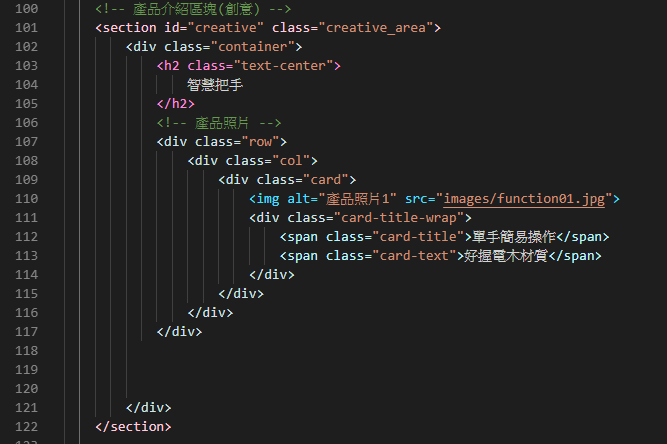 100 <!-- 產品介紹區塊(創意) -->
101 <section id="creative" class="creative_area">
102 <div class="container">
103 <h2 class="text-center">
104 智慧把手
105 </h2>
106 <!-- 產品照片 -->
107 <div class="row">
108 <div class="col">
109 <div class="card">
110 <img alt="產品照片1" src="images/function01.jpg">
111 <div class="card-title-wrap">
112 <span class="card-title">單手簡易操作</span>
113 <span class="card-text">好握電木材質</span>
114 </div>
115 </div>
116 </div>
117 </div>
118
119
120
121 </div>
122 </section>